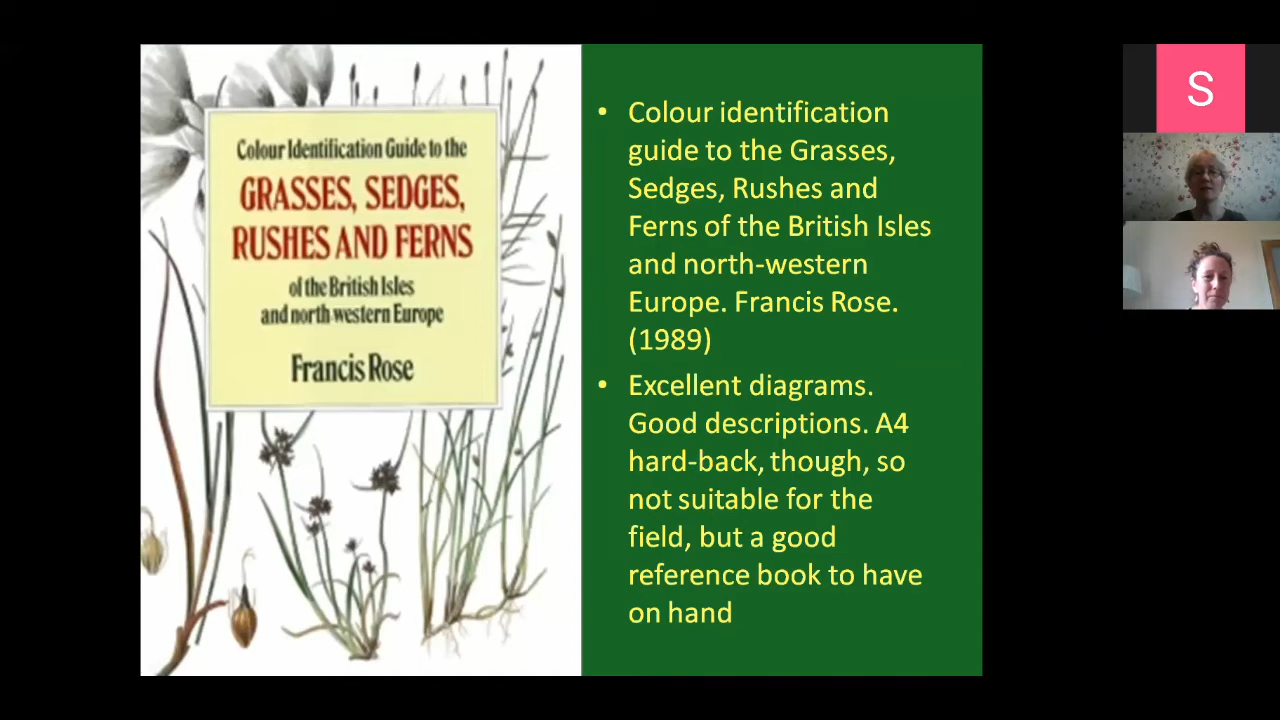 Colour Identification Guide to the
GRASSES, SEDGES,
RUSHES AND FERNS
of the British Isles
and north-western Europe
Francis Rose
• Colour identification
guide to the Grasses,
Sedges, Rushes and
Ferns of the British Isles
and north-western
Europe. Francis Rose.
(1989)
• Excellent diagrams.
Good descriptions. A4
hard-back, though, so
not suitable for the
field, but a good
reference book to have
on hand
S